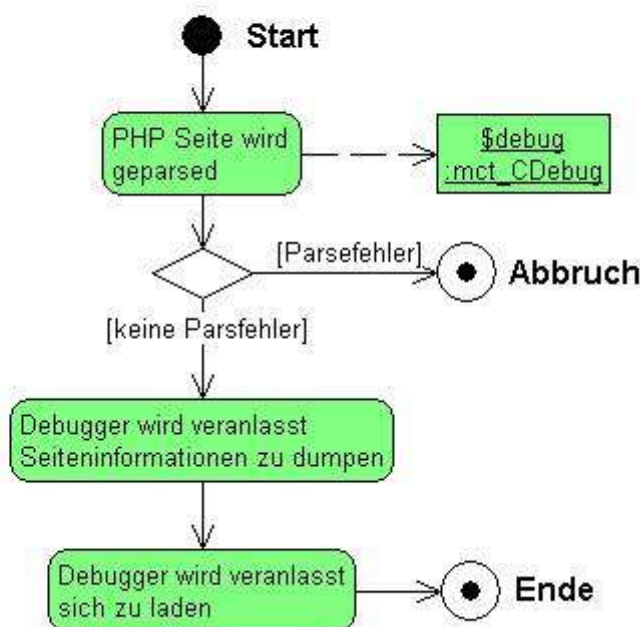 Start
PHP Seite wird
geparsed
$debug
:mct_CDebug
[Parsefehler]
Abbruch
[keine Parsfehler]
Debugger wird veranlasst
Seiteninformationen zu dumpen
Debugger wird veranlasst
sich zu laden
Ende